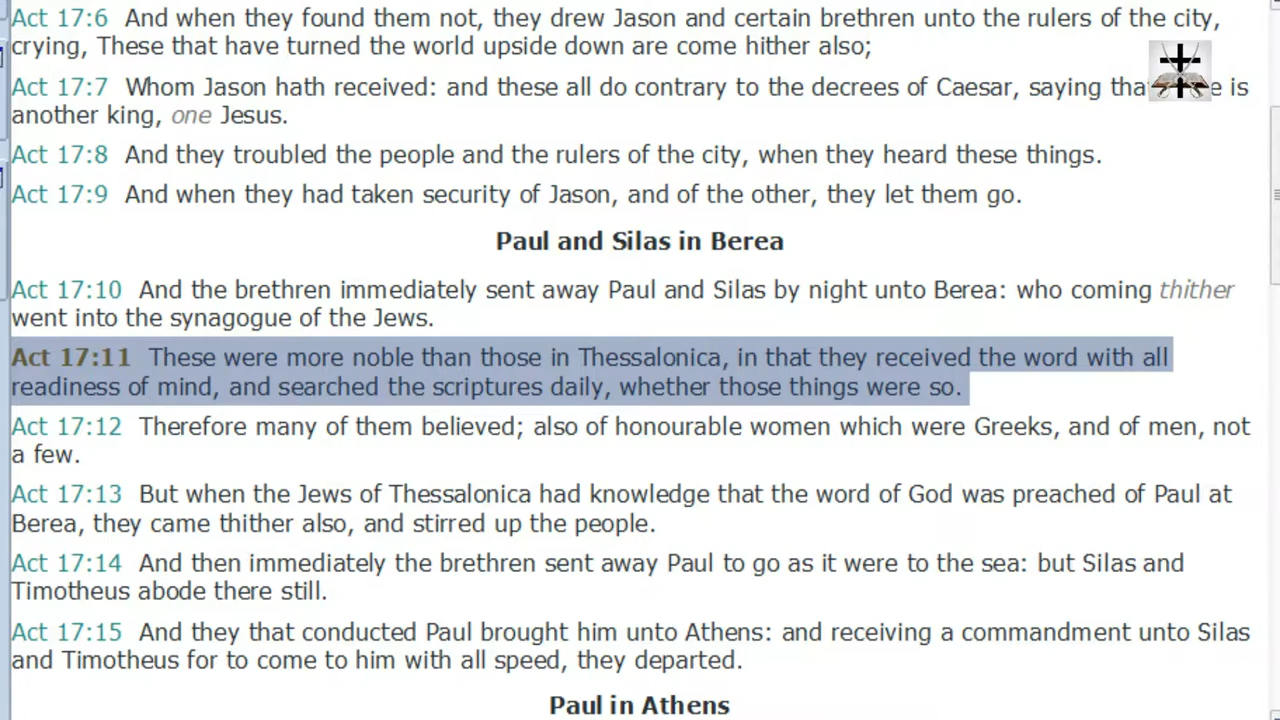 Act 17:6 And when they found them not, they drew Jason and certain brethren unto the rulers of the city,
crying, These that have turned the world upside down are come hither also;
Act 17:7 Whom Jason hath received: and these all do contrary to the decrees of Caesar, saying is
another king, one Jesus.
Act 17:8 And they troubled the people and the rulers of the city, when they heard these things.
Act 17:9 And when they had taken security of Jason, and of the other, they let them go.
Paul and Silas in Berea
Act 17:10 And the brethren immediately sent away Paul and Silas by night unto Berea: who coming thither
went into the synagogue of the Jews.
Act 17:11 These were more noble than those in Thessalonica, in that they received the word with all
readiness of mind, and searched the scriptures daily, whether those things were so.
Act 17:12 Therefore many of them believed; also of honourable women which were Greeks, and of men, not
a few.
Act 17:13 But when the Jews of Thessalonica had knowledge that the word of God was preached of Paul at
Berea, they came thither also, and stirred up the people.
Act 17:14 And then immediately the brethren sent away Paul to go as it were to the sea: but Silas and
Timotheus abode there still.
Act 17:15 And they that conducted Paul brought him unto Athens: and receiving a commandment unto Silas
and Timotheus for to come to him with all speed, they departed.
Paul in Athens